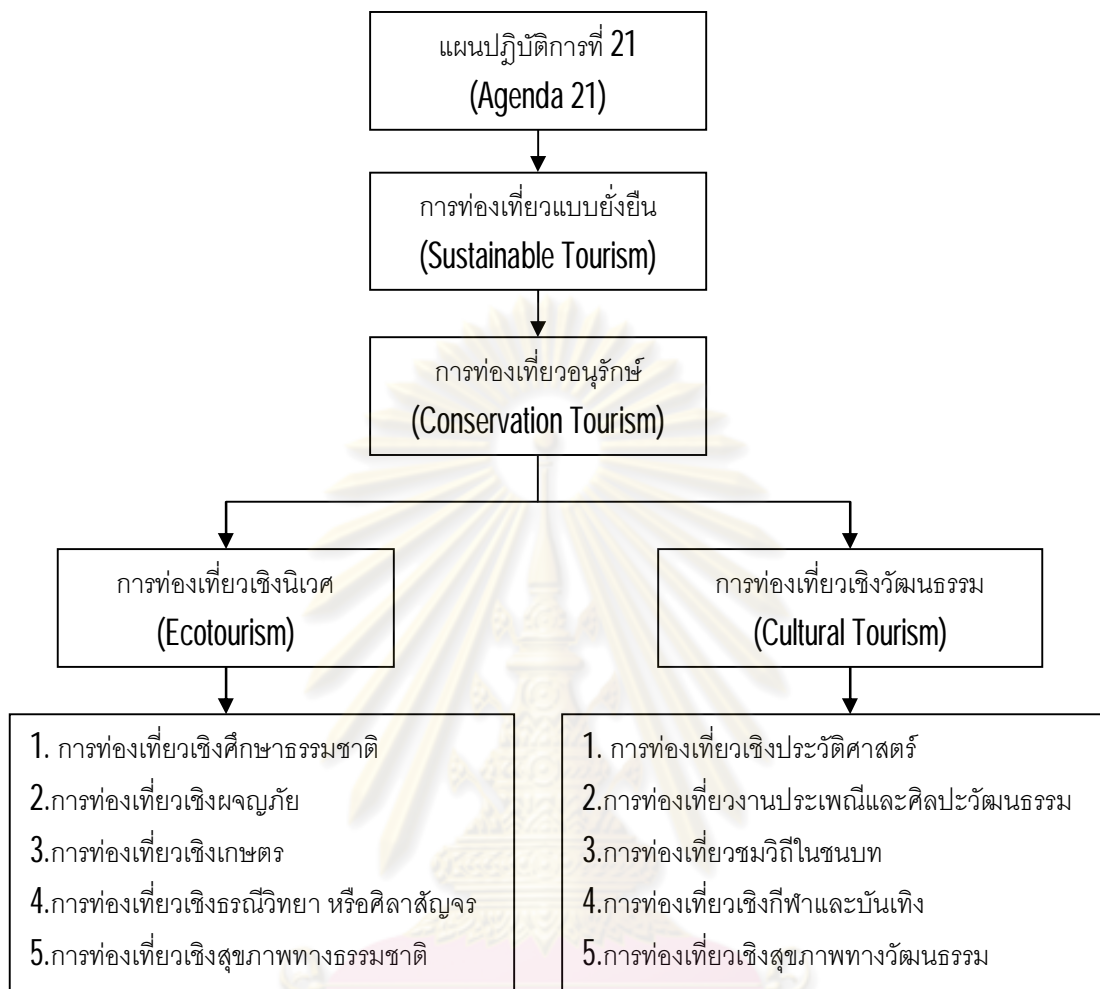 แผนปฏิบัติการที่ 21
(Agenda 21)
การท่องเที่ยวแบบยั่งยืน
(Sustainable Tourism)
การท่องเที่ยวอนุรักษ์
(Conservation Tourism)
การท่องเที่ยวเชิงนิเวศ
(Ecotourism)
การท่องเที่ยวเชิงวัฒนธรรม
(Cultural Tourism)
1. การท่องเที่ยวเชิงศึกษาธรรมชาติ
2.การท่องเที่ยวเชิงผจญภัย
3.การท่องเที่ยวเชิงเกษตร
4.การท่องเที่ยวเชิงธรณีวิทยา หรือศิลาสัญจร
5.การท่องเที่ยวเชิงสุขภาพทางธรรมชาติ
1. การท่องเที่ยวเชิงประวัติศาสตร์
2.การท่องเที่ยวงานประเพณีและศิลปะวัฒนธรรม
3.การท่องเที่ยวชมวิถีในชนบท
4.การท่องเที่ยวเชิงกีฬาและบันเทิง
5.การท่องเที่ยวเชิงสุขภาพทางวัฒนธรรม